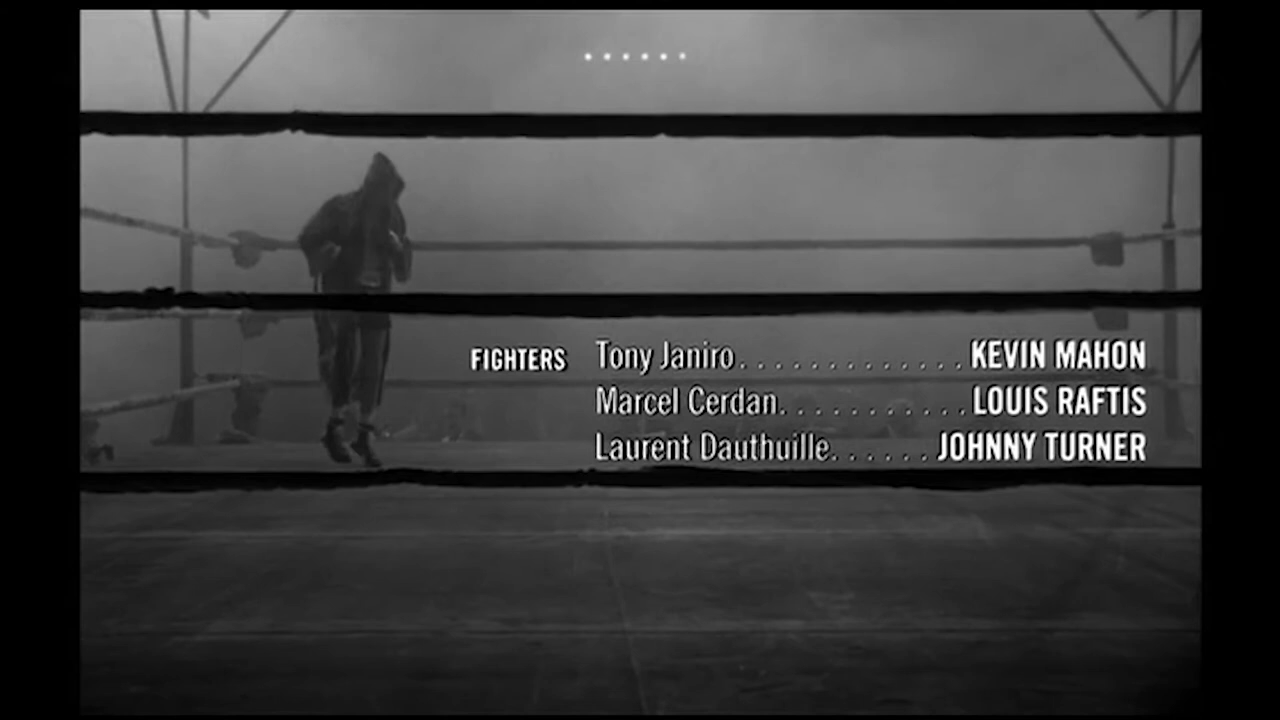 ......
FIGHTERS Tony Janiro.............KEVIN MAHON
Marcel Cerdan...........LOUIS RAFTIS
Laurent Dauthuille......JOHNNY TURNER